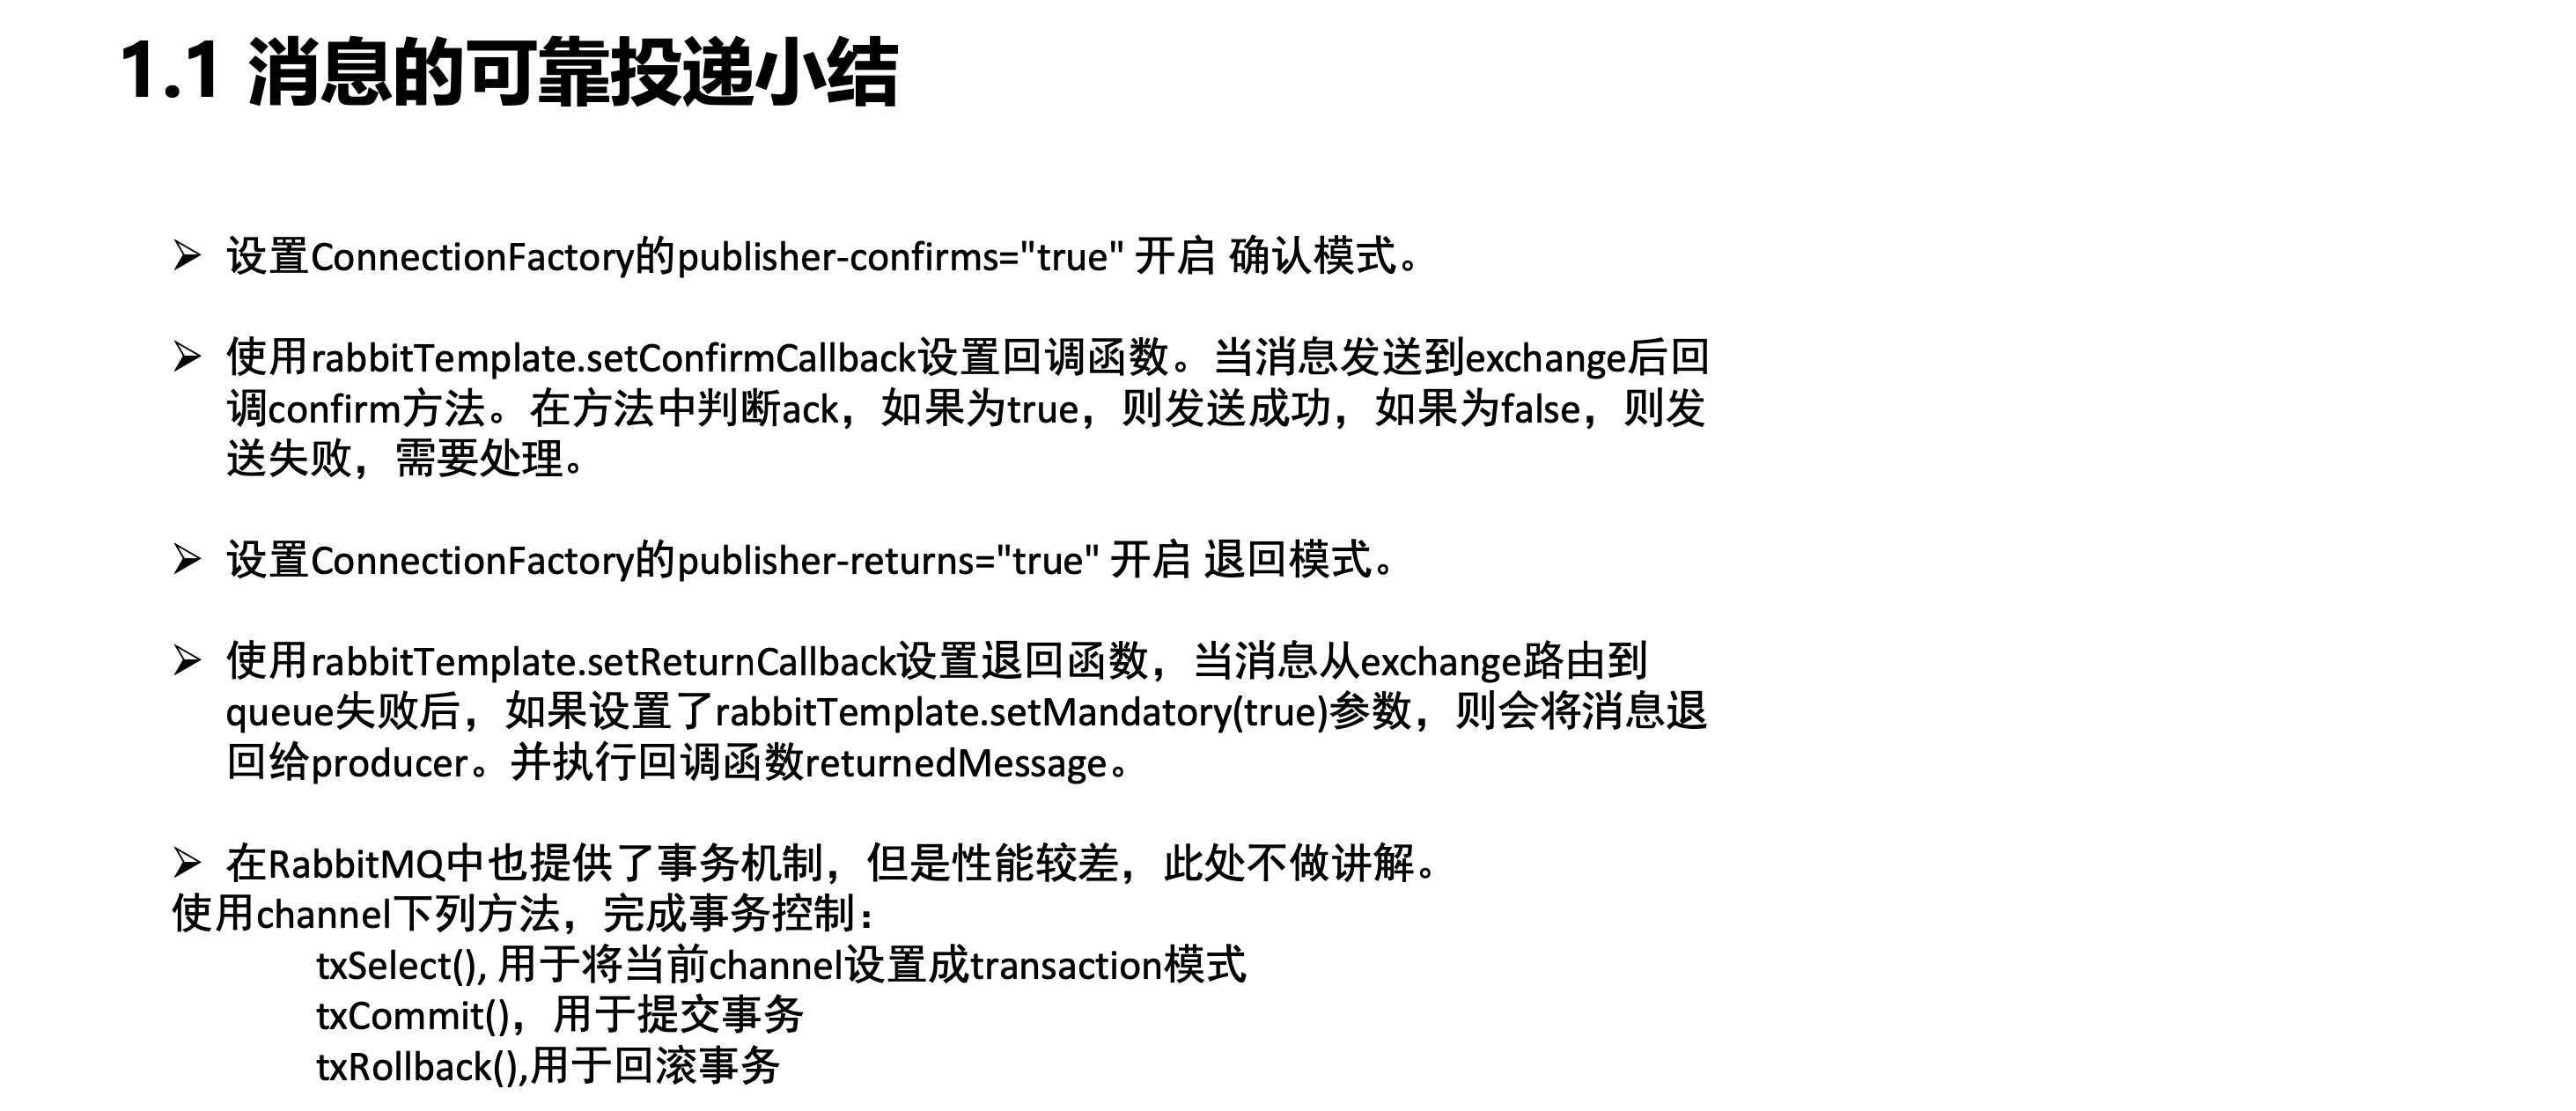 1.1 消息的可靠投递小结
➢ 设置ConnectionFactory的publisher-confirms="true" 开启 确认模式。
➢ 使用rabbitTemplate.setConfirmCallback设置回调函数。当消息发送到exchange后回
调confirm方法。在方法中判断ack，如果为true，则发送成功，如果为false，则发
送失败，需要处理。
➢ 设置ConnectionFactory的publisher-returns="true" 开启 退回模式。
➢ 使用rabbitTemplate.setReturnCallback设置退回函数，当消息从exchange路由到
queue失败后，如果设置了rabbitTemplate.setMandatory(true)参数，则会将消息退
回给producer。并执行回调函数returnedMessage。
➢ 在RabbitMQ中也提供了事务机制，但是性能较差，此处不做讲解。
使用channel下列方法，完成事务控制：
txSelect(), 用于将当前channel设置成transaction模式
txCommit()，用于提交事务
txRollback(),用于回滚事务